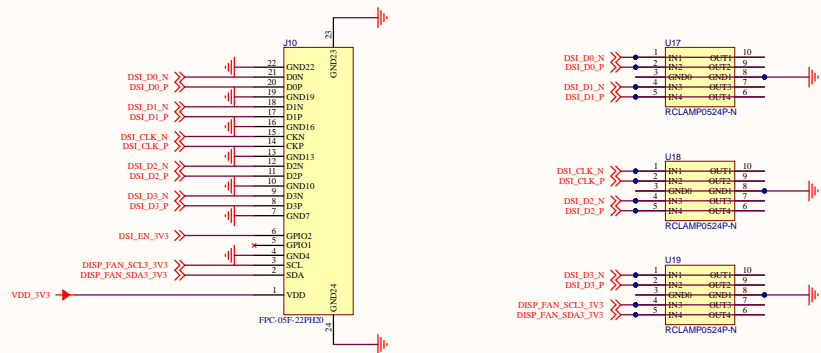 J10
23
GND23
22 GND22
DSI_D0_N 21 D0N
DSI_D0_P 20 D0P
19 GND19
DSI_D1_N 18 D1N
DSI_D1_P 17 D1P
16 GND16
DSI_CLK_N 15 CKN
DSI_CLK_P 14 CKP
13 GND13
DSI_D2_N 12 D2N
DSI_D2_P 11 D2P
10 GND10
DSI_D3_N 9 D3N
DSI_D3_P 8 D3P
7 GND7
DSI_EN_3V3 6 GPIO2
5 GPIO1
4 GND4
DISP_FAN_SCL3_3V3 3 SCL
DISP_FAN_SDA3_3V3 2 SDA
VDD_3V3 1 VDD
GND24
24
FPC-05F-22PH20
U17
DSI_D0_N 1 IN1 OUT1 10
DSI_D0_P 2 IN2 OUT2 9
3 GND0 GND1 8
DSI_D1_N 4 IN3 OUT3 7
DSI_D1_P 5 IN4 OUT4 6
RCLAMP0524P-N
U18
DSI_CLK_N 1 IN1 OUT1 10
DSI_CLK_P 2 IN2 OUT2 9
3 GND0 GND1 8
DSI_D2_N 4 IN3 OUT3 7
DSI_D2_P 5 IN4 OUT4 6
RCLAMP0524P-N
U19
DSI_D3_N 1 IN1 OUT1 10
DSI_D3_P 2 IN2 OUT2 9
3 GND0 GND1 8
DISP_FAN_SCL3_3V3 4 IN3 OUT3 7
DISP_FAN_SDA3_3V3 5 IN4 OUT4 6
RCLAMP0524P-N